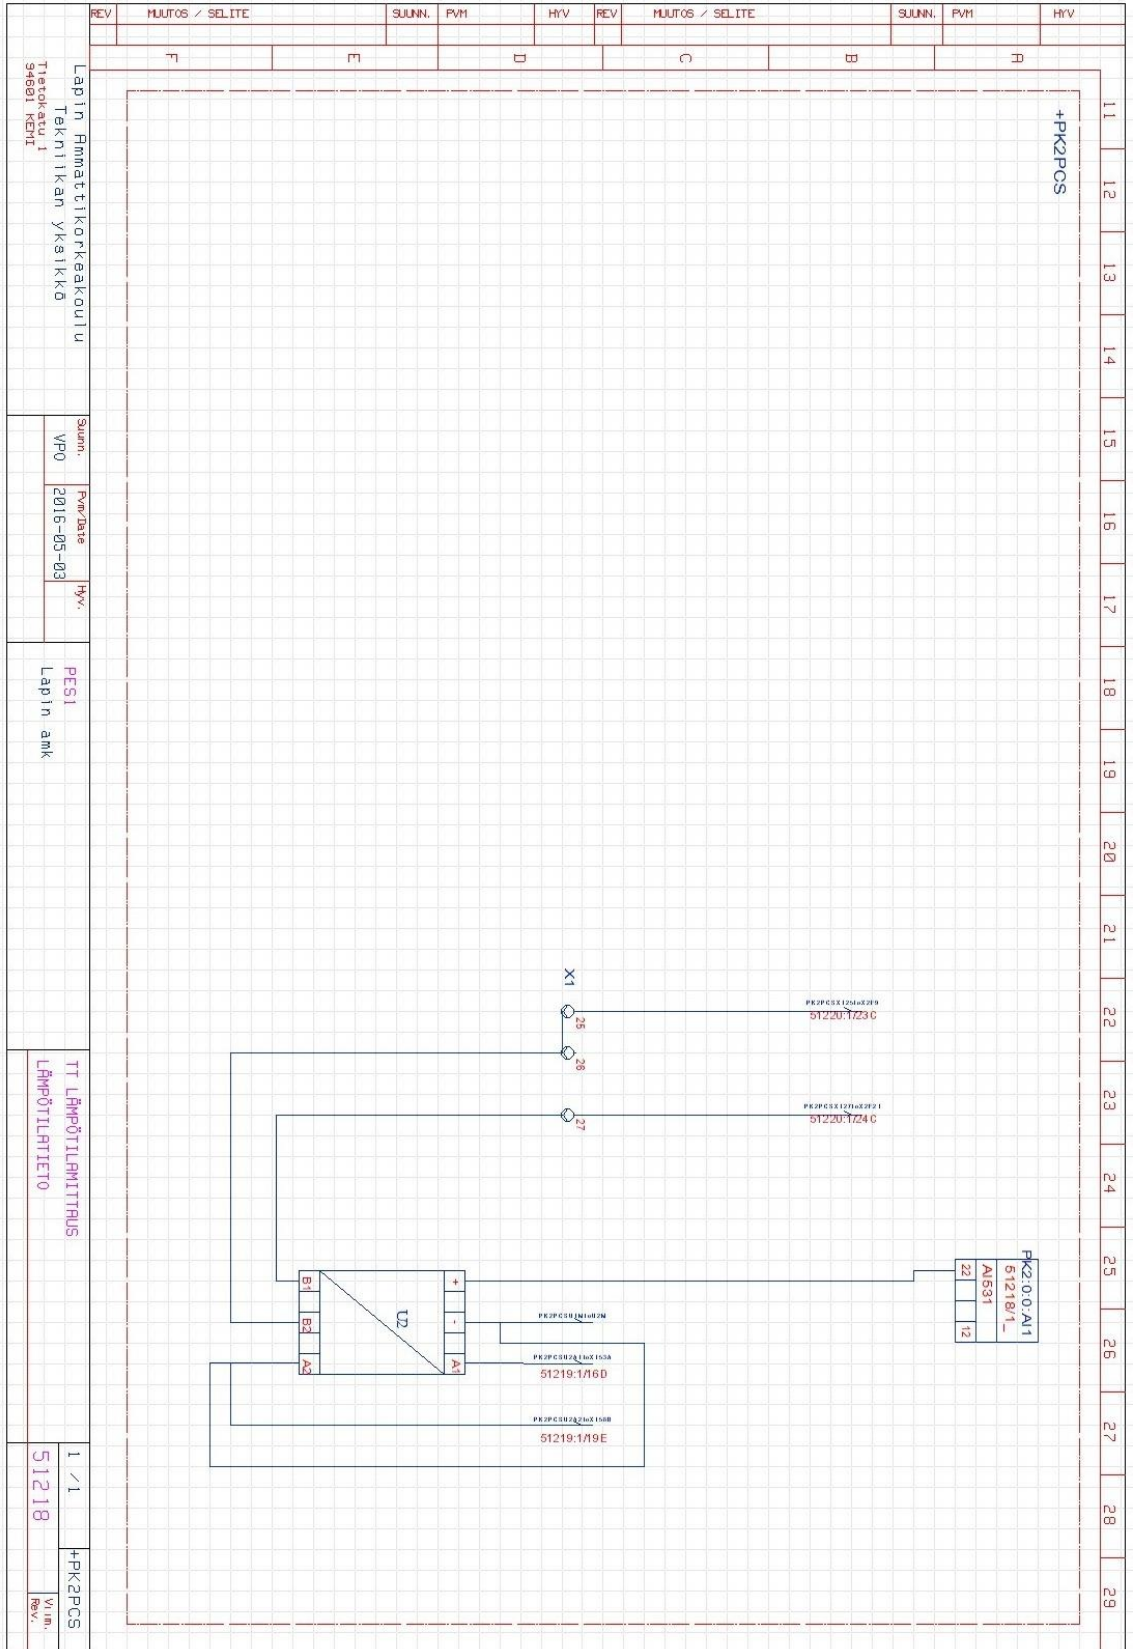 REV
MUUTOS / SELITE
SUUNN.
PVM
HYV
REV
MUUTOS / SELITE
SUUNN.
PVM
HYV
F
E
D
C
B
A
11
12
13
14
15
16
17
18
19
20
21
22
23
24
25
26
27
28
29
+PK2PCS
X1
25
26
27
51220:1/23C
51220:1/24C
PK2:0:0:AI1
51218/1_
AI531
22
12
U2
+
-
A1
B1
B2
A2
51219:1/16D
51219:1/19E
Lapin Ammattikorkeakoulu
Tekniikan yksikkö
Tietokatu 1
94601 KEMI
Suunn.
VPO
Pvm/Date
2016-05-03
Hyv.
PES1
Lapin amk
TT LÄMPÖTILAMITTAUS
LÄMPÖTILATIETO
1 /1
51218
+PK2PCS
Viim.
Rev.